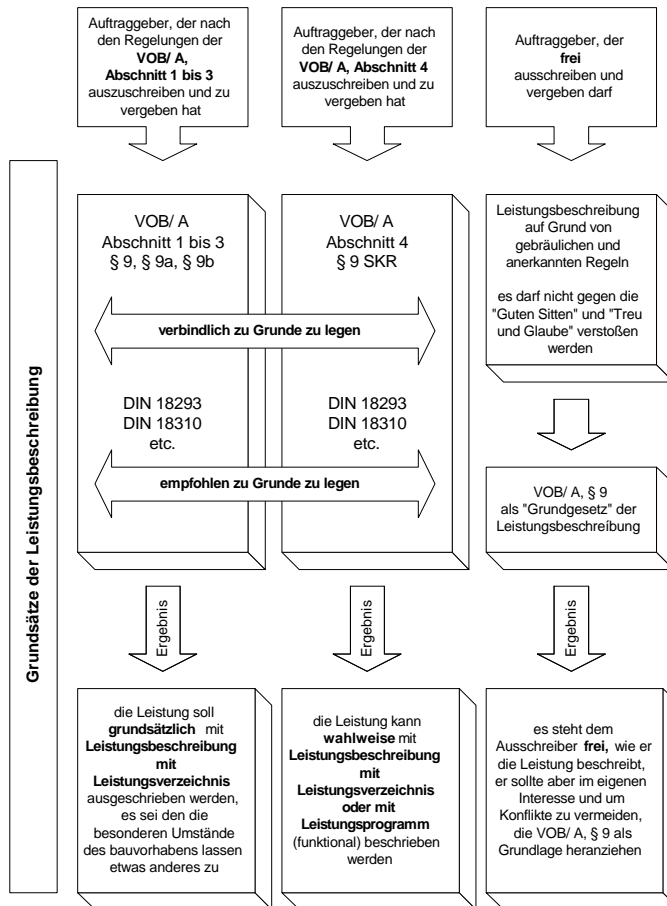 Auftraggeber, der nach
den Regelungen der
VOB/ A,
Abschnitt 1 bis 3
auszuschreiben und zu
vergeben hat
Auftraggeber, der nach
den Regelungen der
VOB/ A, Abschnitt 4
auszuschreiben und zu
vergeben hat
Auftraggeber, der
frei
ausschreiben und
vergeben darf
Grundsätze der Leistungsbeschreibung
VOB/ A
Abschnitt 1 bis 3
§ 9, § 9a, § 9b
VOB/ A
Abschnitt 4
§ 9 SKR
Leistungsbeschreibung
auf Grund von
gebräulichen und
anerkannten Regeln
es darf nicht gegen die
"Guten Sitten" und "Treu
und Glaube" verstoßen
werden
verbindlich zu Grunde zu legen
DIN 18293
DIN 18310
etc.
DIN 18293
DIN 18310
etc.
empfohlen zu Grunde zu legen
VOB/ A, § 9
als "Grundgesetz" der
Leistungsbeschreíbung
Ergebnis
Ergebnis
Ergebnis
die Leistung soll
grundsätzlich mit
Leistungsbeschreibung
mit
Leistungsverzeichnis
ausgeschrieben werden,
es sei den die
besonderen Umstände
des bauvorhabens lassen
etwas anderes zu
die Leistung kann
wahlweise mit
Leistungsbeschreibung
mit
Leistungsverzeichnis
oder mit
Leistungsprogramm
(funktional) beschrieben
werden
es steht dem
Ausschreiber frei, wie er
die Leistung beschreibt,
er sollte aber im eigenen
Interesse und um
Konflikte zu vermeiden,
die VOB/ A, § 9 als
Grundlage heranziehen